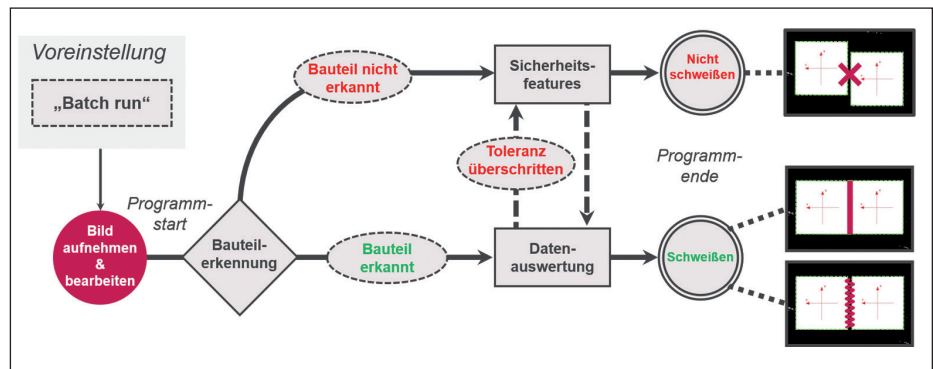 Voreinstellung
„Batch run“
Bild
aufnehmen
&
bearbeiten
Programm-
start
Bauteil-
erkennung
Bauteil nicht
erkannt
Bauteil
erkannt
Sicherheits-
features
Toleranz
überschritten
Daten-
auswertung
Nicht
schweißen
Programm-
ende
Schweißen